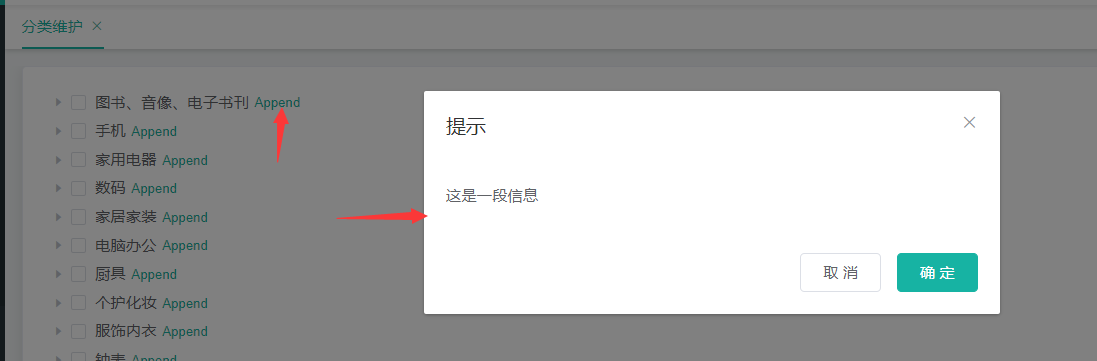 分类维护
图书、音像、电子书刊 Append
手机 Append
家用电器 Append
数码 Append
家居家装 Append
电脑办公 Append
厨具 Append
个护化妆 Append
服饰内衣 Append
钟表 Append
提示
这是一段信息
取消 确定